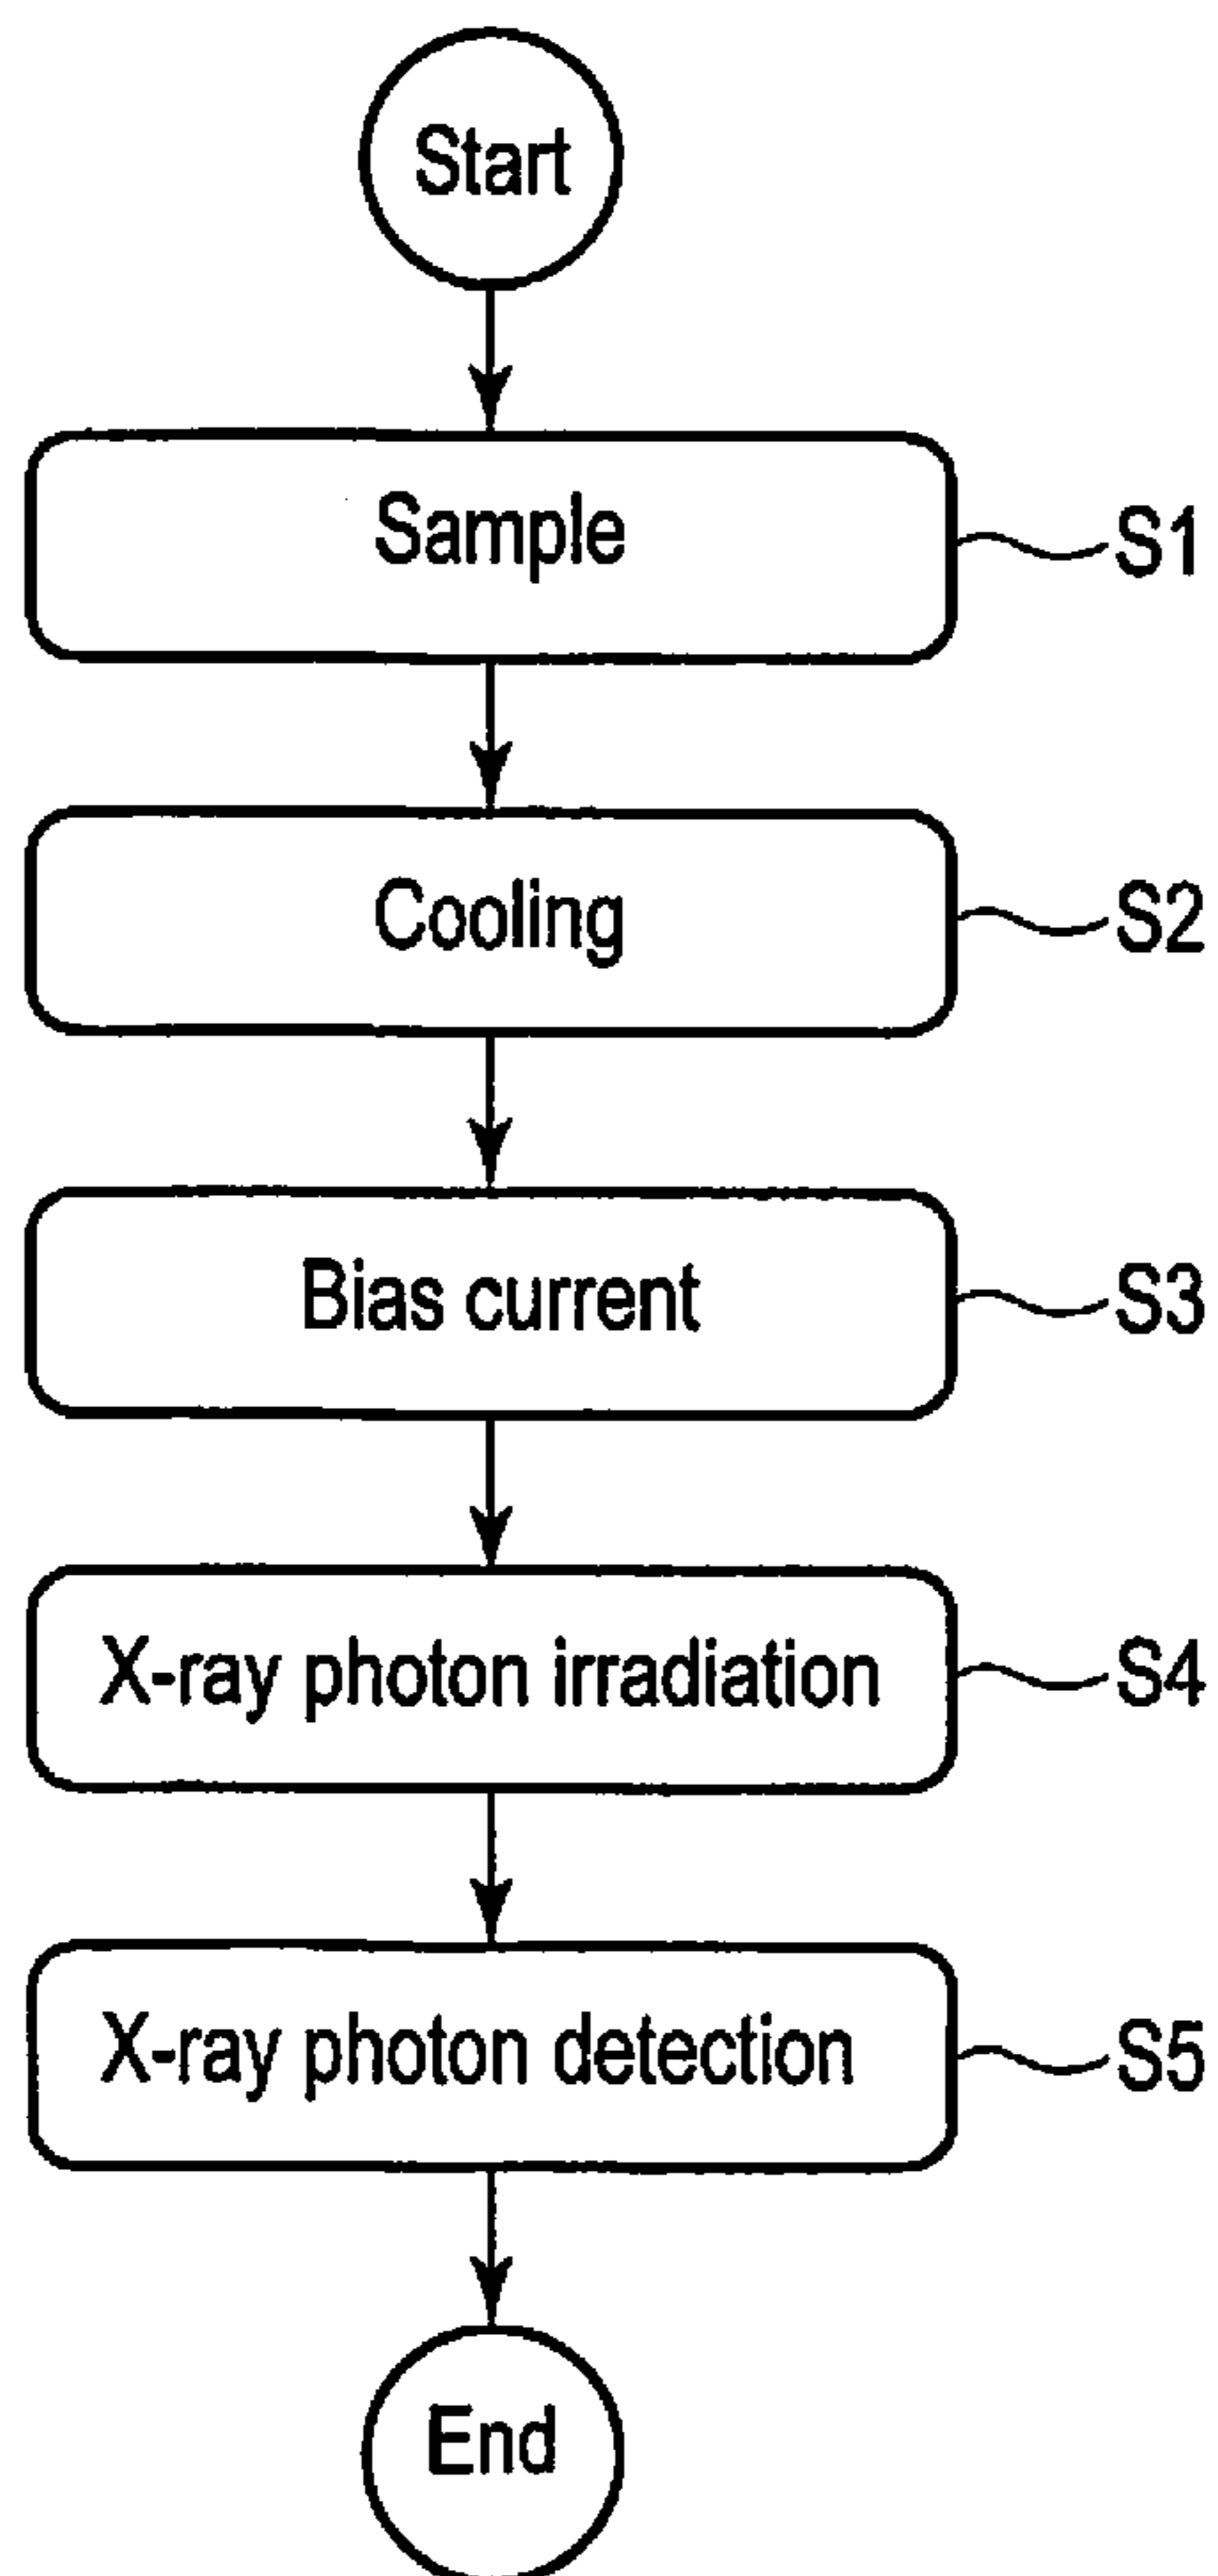 Start
Sample
S1
Cooling
S2
Bias current
S3
X-ray photon irradiation
S4
X-ray photon detection
S5
End